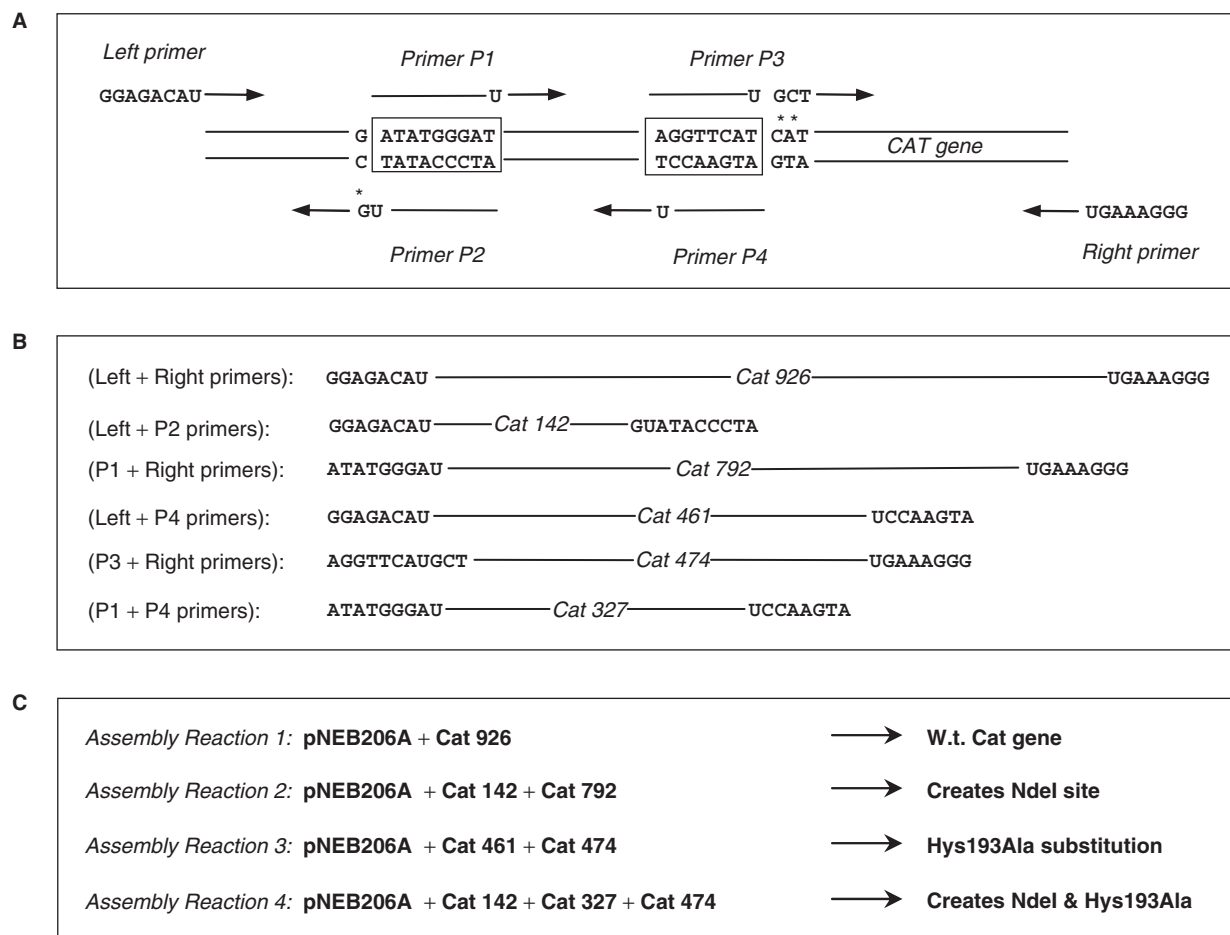 A
Left primer
Primer P1
Primer P3
GGAGACAU
U
U GCT
* *
G ATATGGGAT
AGGTTCAT CAT
C TATACCCTA
TCCAAGTA GTA
CAT gene
*
GU
U
UGAAAGGG
Primer P2
Primer P4
Right primer
B
(Left + Right primers): GGAGACAU Cat 926 UGAAAGGG
(Left + P2 primers): GGAGACAU Cat 142 GUATACCCTA
(P1 + Right primers): ATATGGGAU Cat 792 UGAAAGGG
(Left + P4 primers): GGAGACAU Cat 461 UCCAAGTA
(P3 + Right primers): AGGTTCAUGCT Cat 474 UGAAAGGG
(P1 + P4 primers): ATATGGGAU Cat 327 UCCAAGTA
C
Assembly Reaction 1: pNEB206A + Cat 926 W.t. Cat gene
Assembly Reaction 2: pNEB206A + Cat 142 + Cat 792 Creates NdeI site
Assembly Reaction 3: pNEB206A + Cat 461 + Cat 474 Hys193Ala substitution
Assembly Reaction 4: pNEB206A + Cat 142 + Cat 327 + Cat 474 Creates NdeI & Hys193Ala